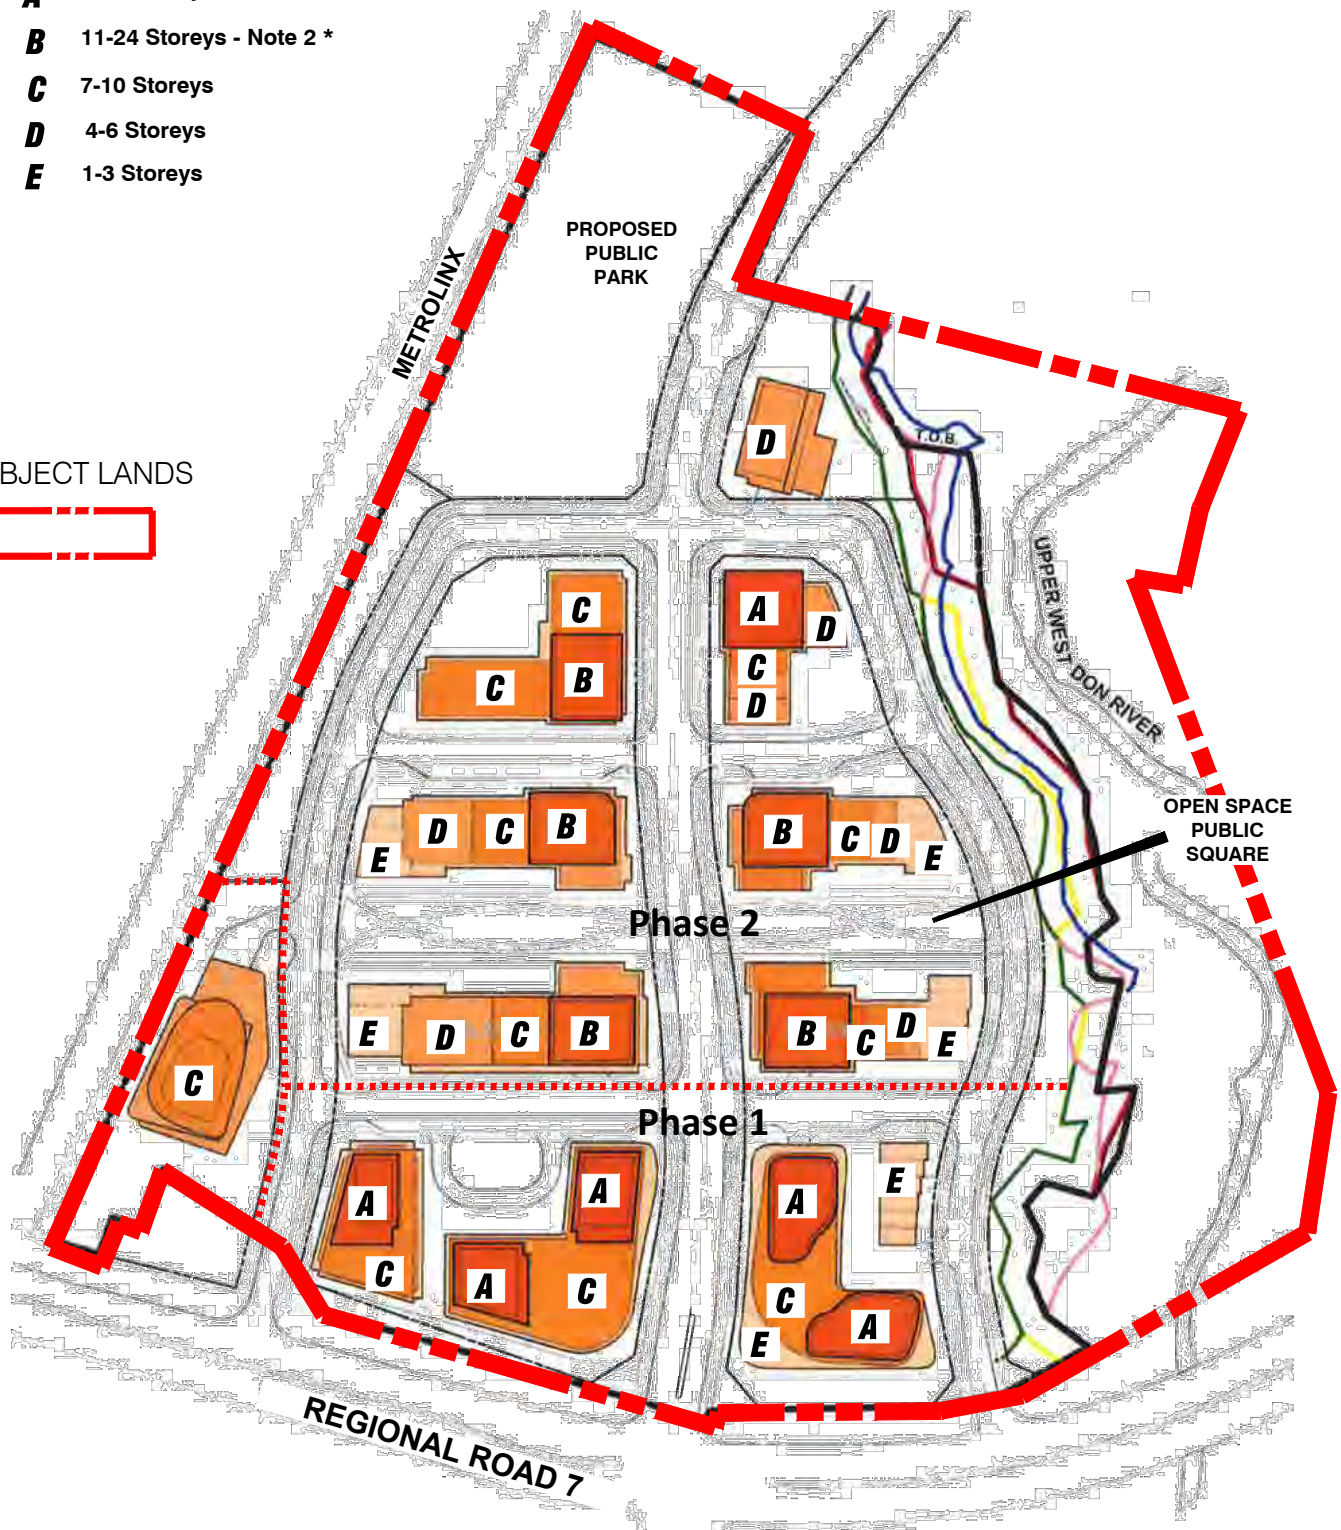 A
B 11-24 Storeys - Note 2 *
C 7-10 Storeys
D 4-6 Storeys
E 1-3 Storeys
PROPOSED
PUBLIC
PARK
METROLINX
BJECT LANDS
D
T.O.B.
UPPER WEST DON RIVER
C
A
D
C
B
C
D
OPEN SPACE
PUBLIC
SQUARE
E
D
C
B
B
C
D
E
Phase 2
E
D
C
B
B
C
D
E
C
Phase 1
A
C
A
A
C
A
E
C
A
E
REGIONAL ROAD 7